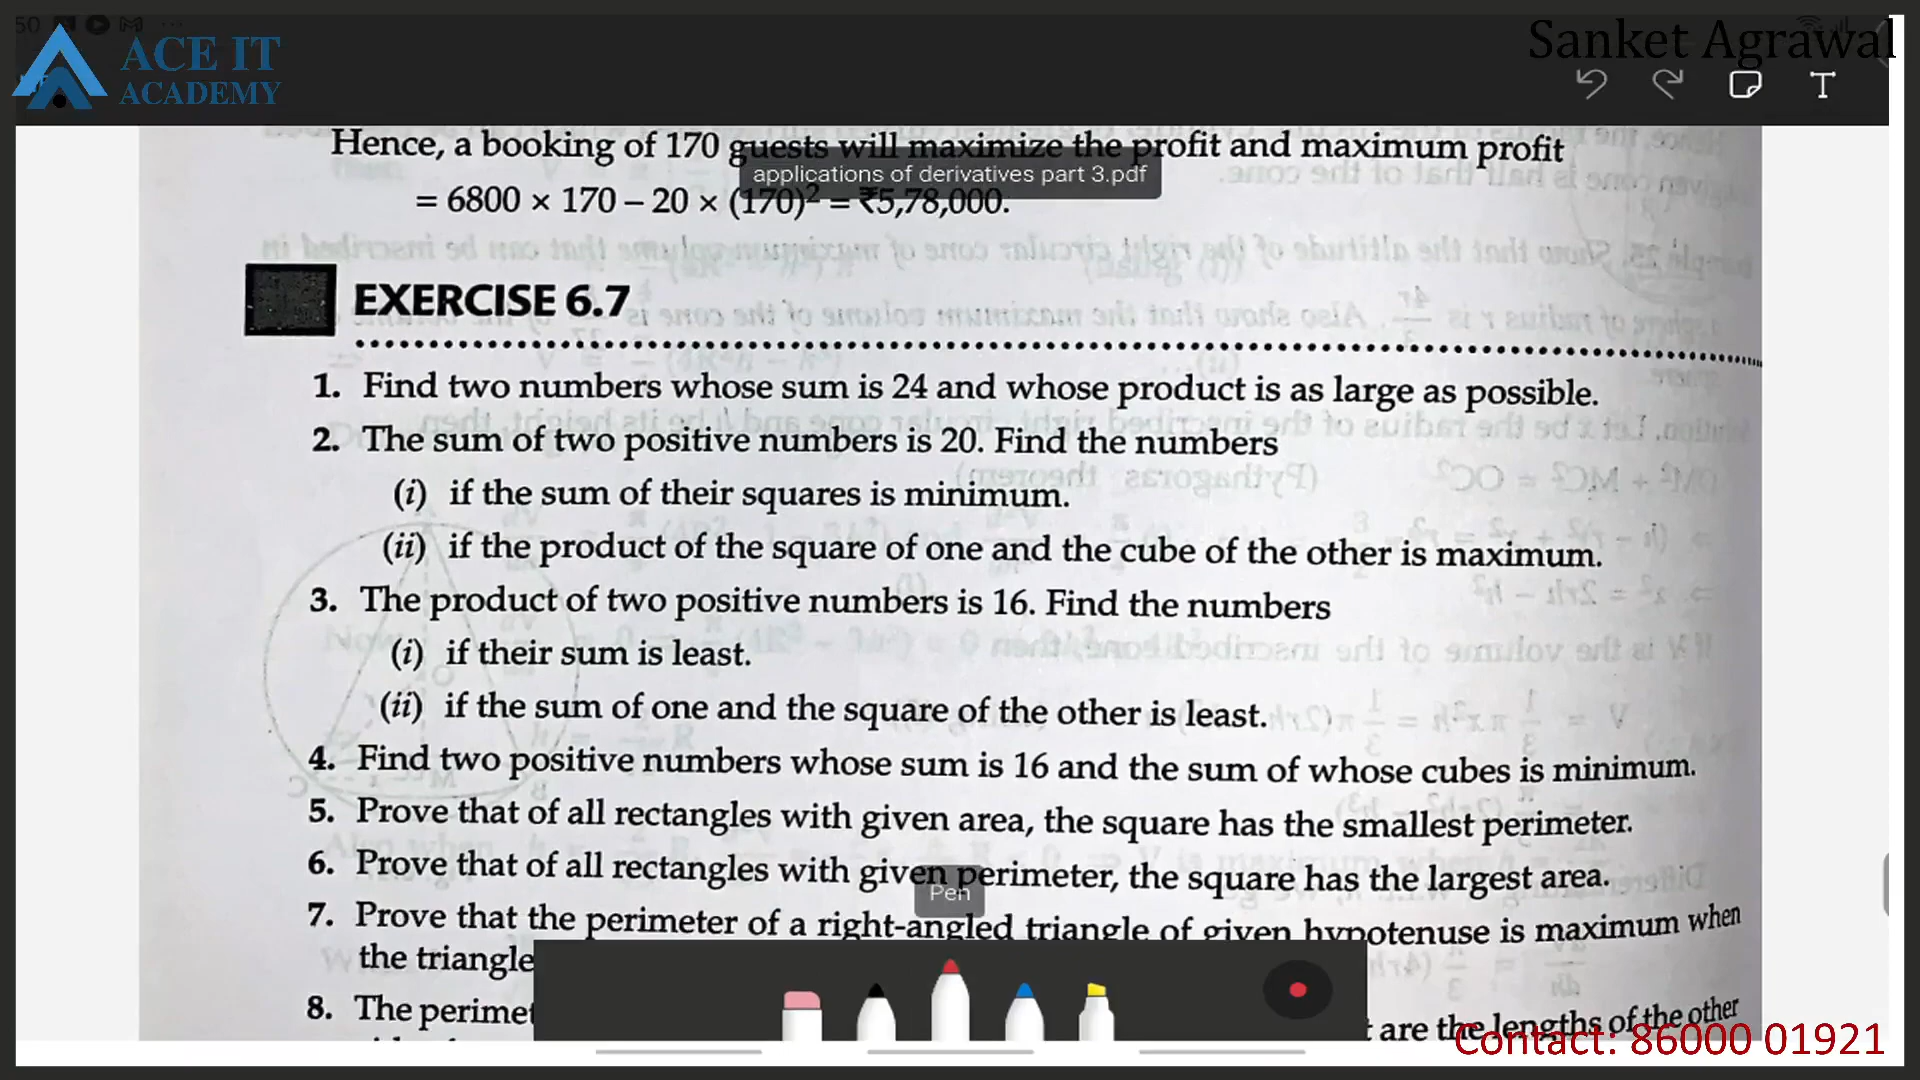 ACE IT
ACADEMY
Sanket Agrawal
T
Hence, a booking of 170 guests will maximize the profit and maximum profit
applications of derivatives part 3.pdf
= 6800 × 170 – 20 × (170)² = ₹5,78,000.
EXERCISE 6.7
1. Find two numbers whose sum is 24 and whose product is as large as possible.
2. The sum of two positive numbers is 20. Find the numbers
(i) if the sum of their squares is minimum.
(ii) if the product of the square of one and the cube of the other is maximum.
3. The product of two positive numbers is 16. Find the numbers
(i) if their sum is least.
(ii) if the sum of one and the square of the other is least.
4. Find two positive numbers whose sum is 16 and the sum of whose cubes is minimum.
5. Prove that of all rectangles with given area, the square has the smallest perimeter.
6. Prove that of all rectangles with given perimeter, the square has the largest area.
Pen
7. Prove that the perimeter of a right-angled triangle of given hypotenuse is maximum when
the triangle
8. The perimet
are the lengths of the other
Contact: 86000 01921